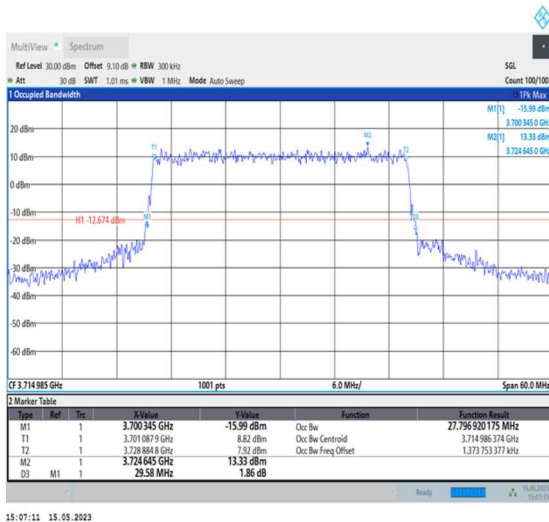 MultiView Spectrum
Ref Level 30.00 dBm Offset 9.10 dB RBW 300 kHz SGL
Att 30 dB SWT 1.01 ms VBW 1 MHz Mode Auto Sweep Count 100/100
1 Occupied Bandwidth 1Pk Max
M1[1] -15.99 dBm
3.700 345 0 GHz
M2[1] 13.33 dBm
3.724 645 0 GHz
20 dBm
M2
T1 T2
10 dBm
0 dBm
-10 dBm
M1
H1 -12.674 dBm
-20 dBm
-30 dBm
-40 dBm
-50 dBm
-60 dBm
CF 3.714 985 GHz 1001 pts 6.0 MHz/ Span 60.0 MHz
2 Marker Table
Type Ref Trc X-Value Y-Value Function Function Result
M1 1 3.700345 GHz -15.99 dBm Occ Bw 27.796 920 175 MHz
T1 1 3.701 087 9 GHz 8.82 dBm Occ Bw Centroid 3.714 986 374 GHz
T2 1 3.728 884 8 GHz 7.92 dBm Occ Bw Freq Offset 1.373 753 377 kHz
M2 1 3.724 645 GHz 13.33 dBm
D3 M1 1 29.58 MHz 1.86 dB
Ready 15.05.2023
15:07:11
15:07:11 15.05.2023